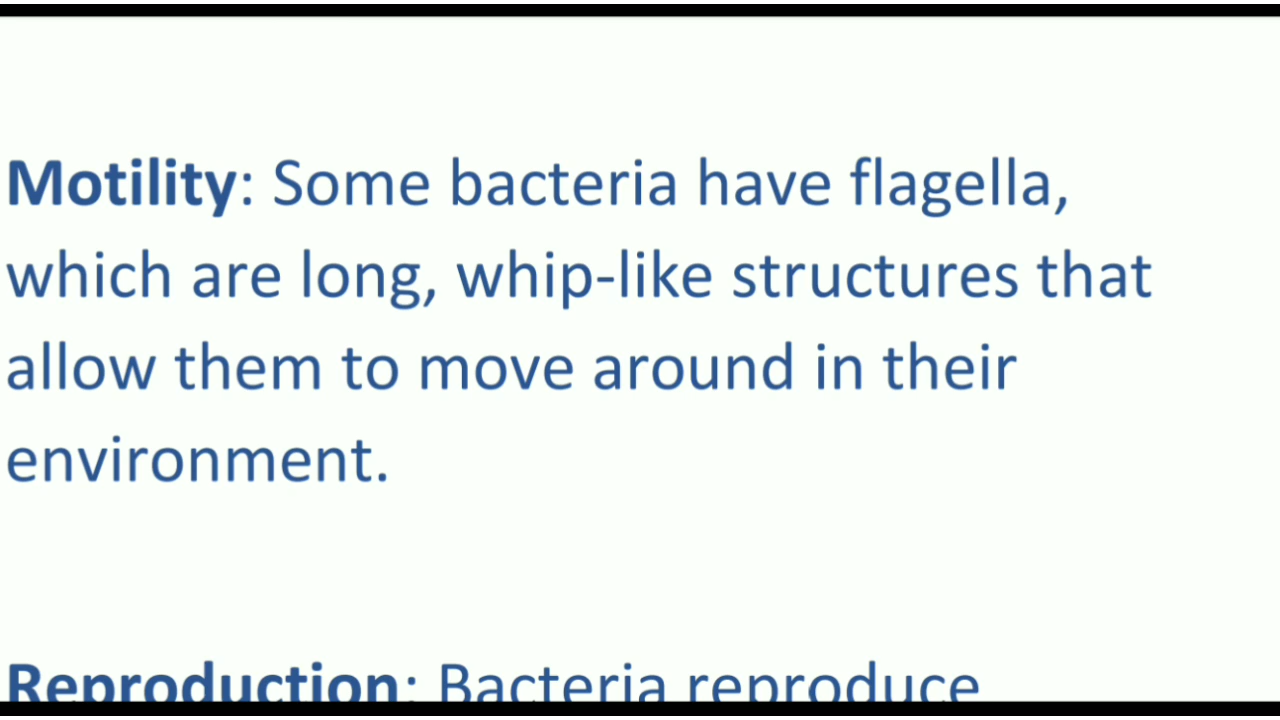 Motility: Some bacteria have flagella,
which are long, whip-like structures that
allow them to move around in their
environment.
Reproduction: Bacteria reproduce